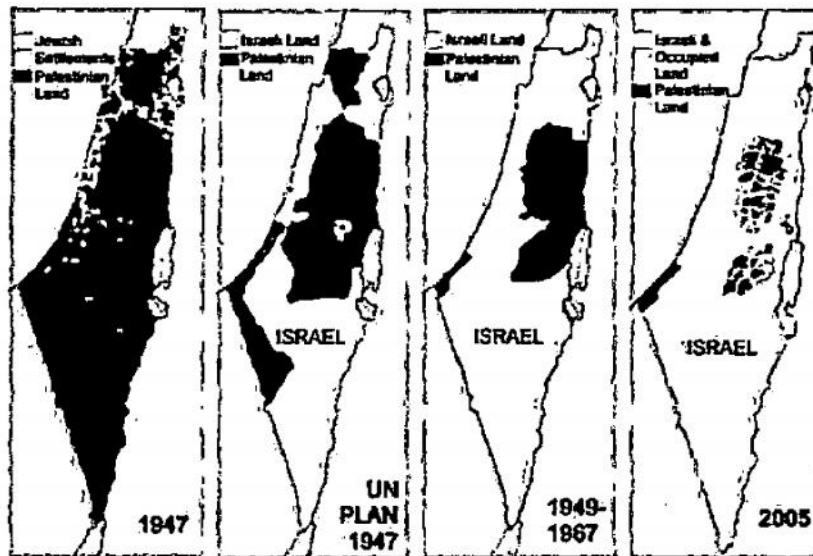 Jewish
Settlements
Palestinian
Land
1947
Israeli Land
Palestinian
Land
ISRAEL
UN
PLAN
1947
Israeli Land
Palestinian
Land
ISRAEL
1949-
1967
Israeli &
Occupied
Land
Palestinian
Land
ISRAEL
2005